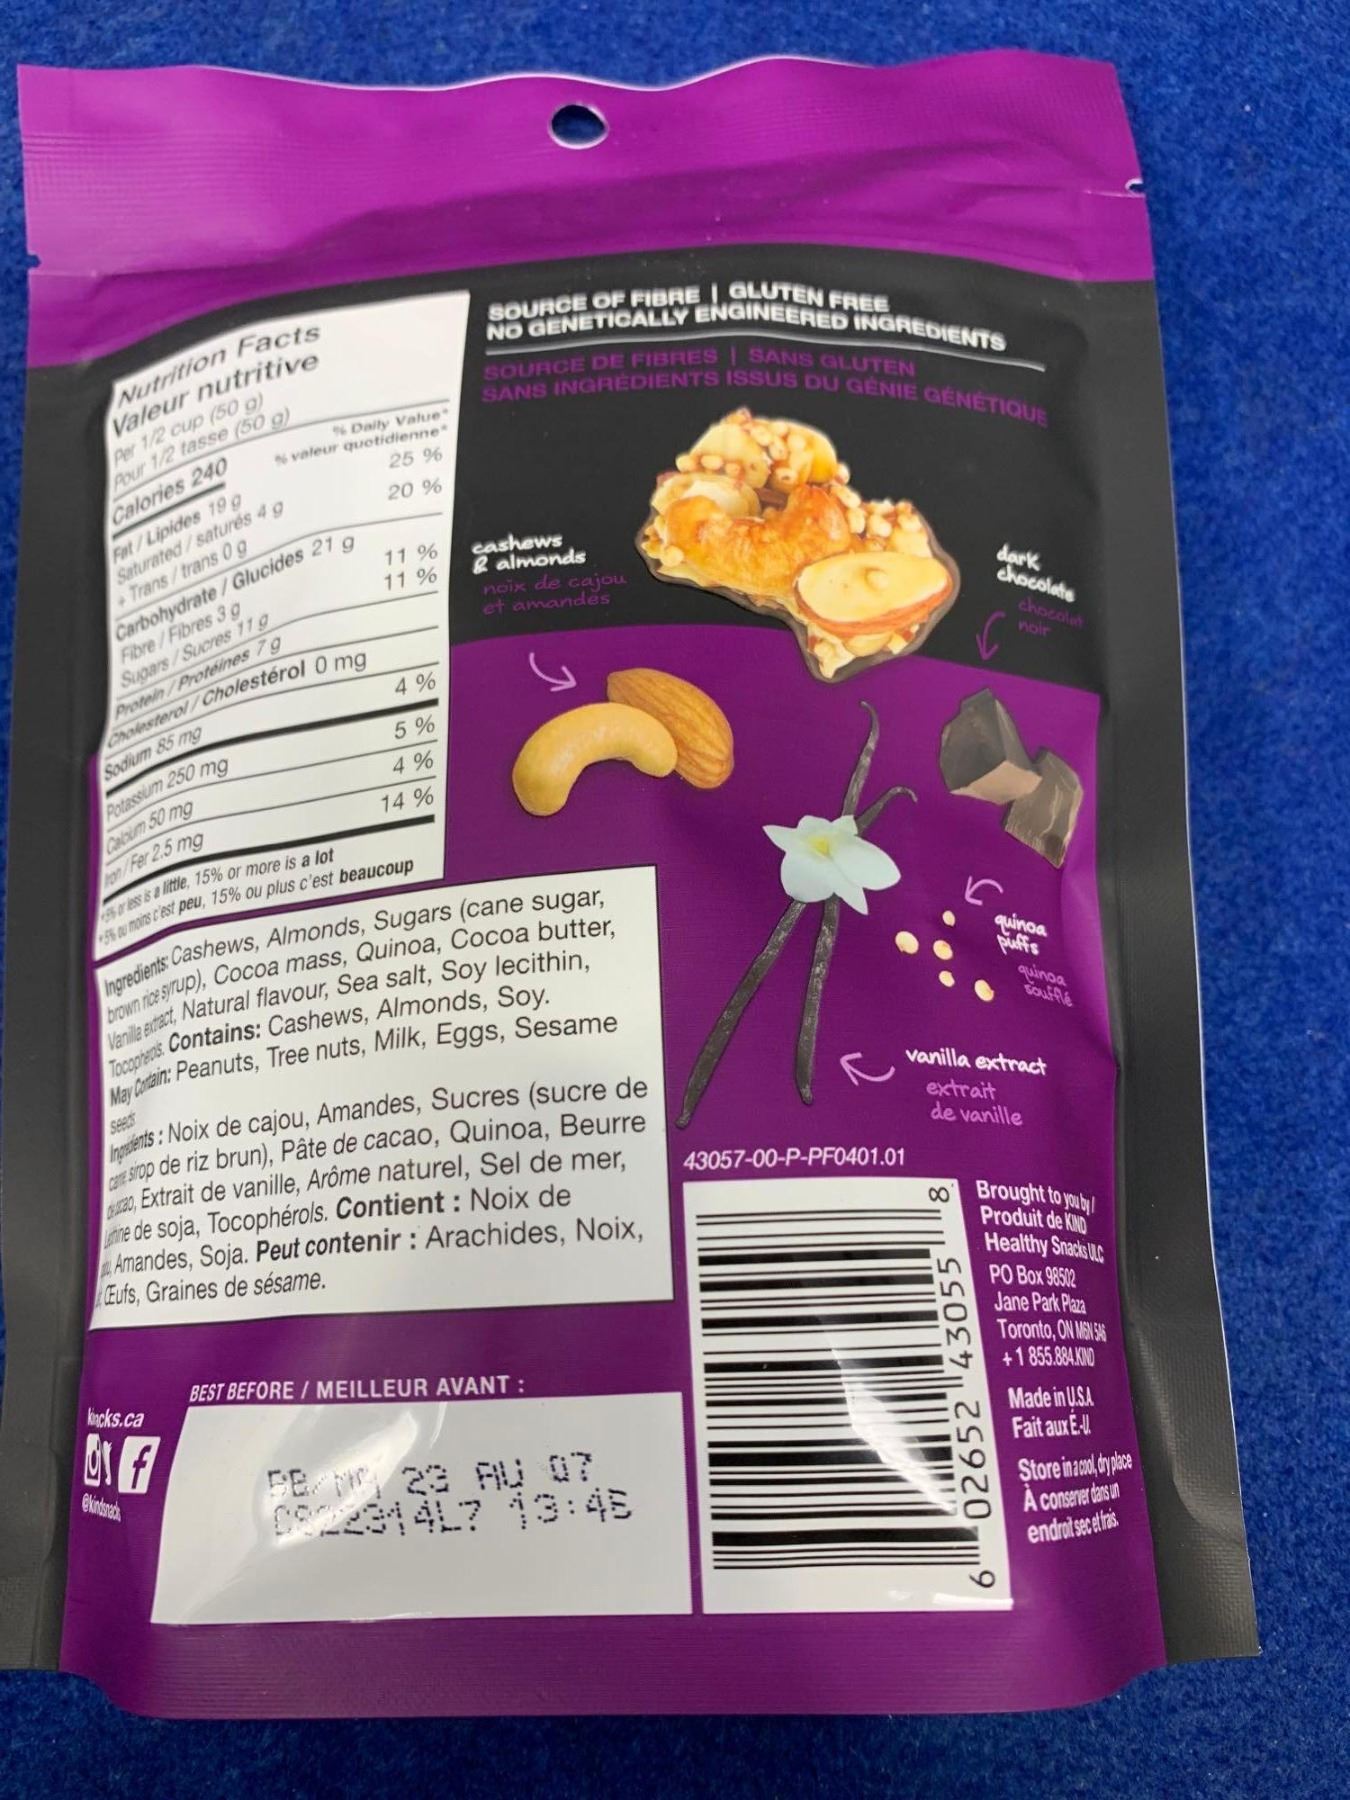 SOURCE OF FIBRE | GLUTEN FREE
NO GENETICALLY ENGINEERED INGREDIENTS
SOURCE DE FIBRES | SANS GLUTEN
SANS INGRÉDIENTS ISSUS DU GÉNIE GÉNÉTIQUE
Nutrition Facts
Valeur nutritive
Per 1/2 cup (50 g)
Pour 1/2 tasse (50 g)
% Daily Value*
% valeur quotidienne*
Calories 240
Fat / Lipides 19 g 25 %
Saturated / saturés 4 g
+ Trans / trans 0 g 20 %
Carbohydrate / Glucides 21 g
Fibre / Fibres 3 g 11 %
Sugars / Sucres 11 g 11 %
Protein / Protéines 7 g
Cholesterol / Cholestérol 0 mg
Sodium 85 mg 4 %
Potassium 250 mg 5 %
Calcium 50 mg 4 %
Iron / Fer 2.5 mg 14 %
*5% or less is a little, 15% or more is a lot
*5% ou moins c'est peu, 15% ou plus c'est beaucoup
Ingredients: Cashews, Almonds, Sugars (cane sugar,
brown rice syrup), Cocoa mass, Quinoa, Cocoa butter,
Vanilla extract, Natural flavour, Sea salt, Soy lecithin,
Tocopherols. Contains: Cashews, Almonds, Soy.
May Contain: Peanuts, Tree nuts, Milk, Eggs, Sesame
seeds
Ingrédients : Noix de cajou, Amandes, Sucres (sucre de
sirop de riz brun), Pâte de cacao, Quinoa, Beurre
Extrait de vanille, Arôme naturel, Sel de mer,
de soja, Tocophérols. Contient : Noix de
Amandes, Soja. Peut contenir : Arachides, Noix,
Œufs, Graines de sésame.
cashews
& almonds
noix de cajou
et amandes
dark
chocolate
chocolat
noir
quinoa
puffs
quinoa
soufflé
vanilla extract
extrait
de vanille
43057-00-P-PF0401.01
6 02652 43055 8
Brought to you by /
Produit de KIND
Healthy Snacks ULC
PO Box 98502
Jane Park Plaza
Toronto, ON M6N 5A6
+1 855.884.KIND
Made in U.S.A
Fait aux É.-U.
Store in a cool, dry place
À conserver dans un
endroit sec et frais.
BEST BEFORE / MEILLEUR AVANT :
23 AU 07
13:45
f
@kindsnack